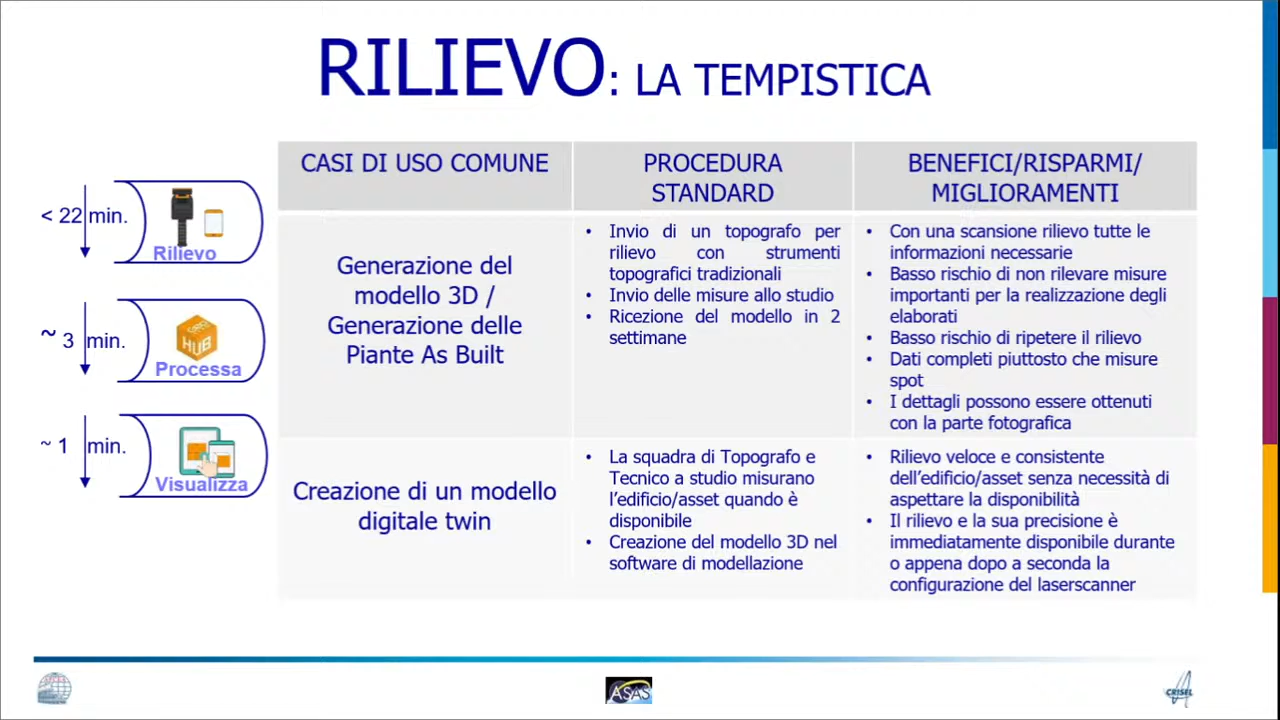 RILIEVO: LA TEMPISTICA
< 22 min.
Rilievo
~ 3 min.
HUB
Processa
~ 1 min.
Visualizza
CASI DI USO COMUNE
PROCEDURA
STANDARD
BENEFICI/RISPARMI/
MIGLIORAMENTI
Generazione del
modello 3D /
Generazione delle
Piante As Built
• Invio di un topografo per
rilievo con strumenti
topografici tradizionali
• Invio delle misure allo studio
• Ricezione del modello in 2
settimane
• Con una scansione rilievo tutte le
informazioni necessarie
• Basso rischio di non rilevare misure
importanti per la realizzazione degli
elaborati
• Basso rischio di ripetere il rilievo
• Dati completi piuttosto che misure
spot
• I dettagli possono essere ottenuti
con la parte fotografica
Creazione di un modello
digitale twin
• La squadra di Topografo e
Tecnico a studio misurano
l'edificio/asset quando è
disponibile
• Creazione del modello 3D nel
software di modellazione
• Rilievo veloce e consistente
dell'edificio/asset senza necessità di
aspettare la disponibilità
• Il rilievo e la sua precisione è
immediatamente disponibile durante
o appena dopo a seconda la
configurazione del laserscanner
ASAS
CRISEL